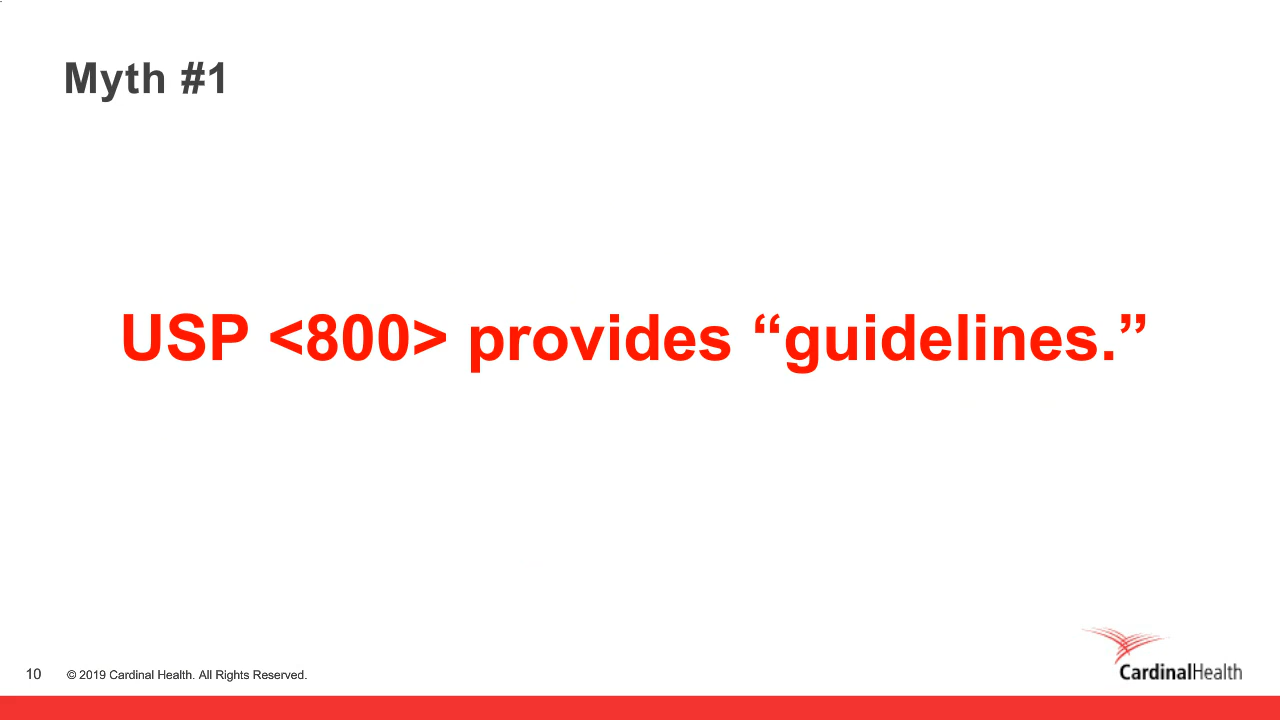 Myth #1
USP <800> provides “guidelines.”
CardinalHealth
10 © 2019 Cardinal Health. All Rights Reserved.